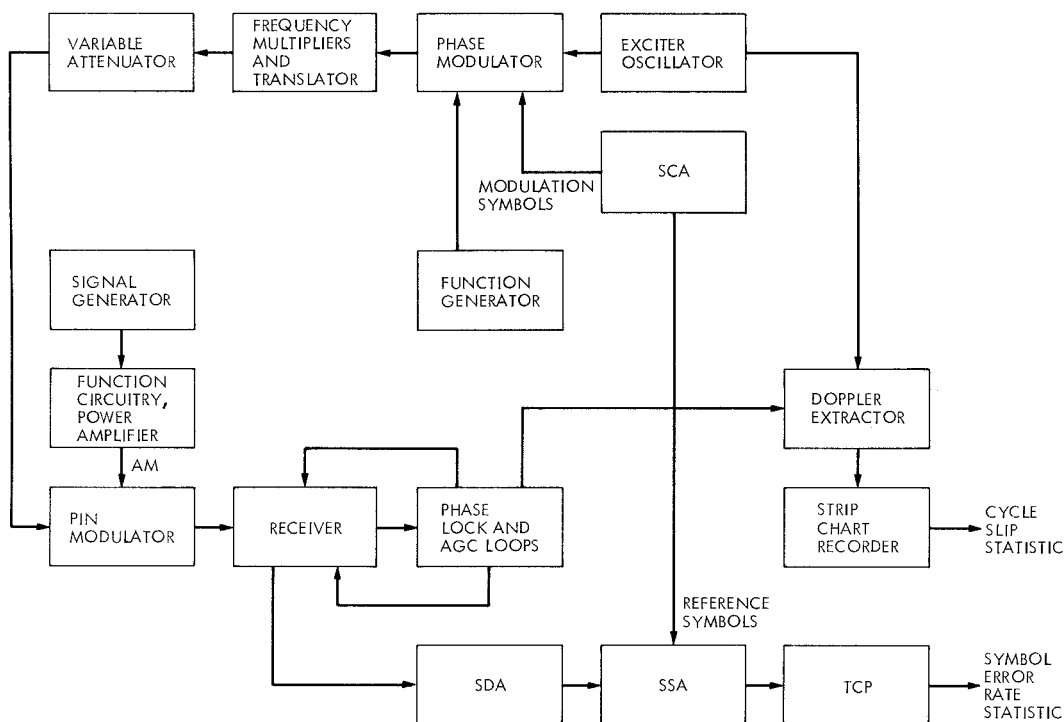 VARIABLE
ATTENUATOR
FREQUENCY
MULTIPLIERS
AND
TRANSLATOR
PHASE
MODULATOR
EXCITER
OSCILLATOR
MODULATION
SYMBOLS
SCA
SIGNAL
GENERATOR
FUNCTION
GENERATOR
FUNCTION
CIRCUITRY,
POWER
AMPLIFIER
DOPPLER
EXTRACTOR
AM
PIN
MODULATOR
RECEIVER
PHASE
LOCK AND
AGC LOOPS
STRIP
CHART
RECORDER
CYCLE
SLIP
STATISTIC
REFERENCE
SYMBOLS
SDA
SSA
TCP
SYMBOL
ERROR
RATE
STATISTIC